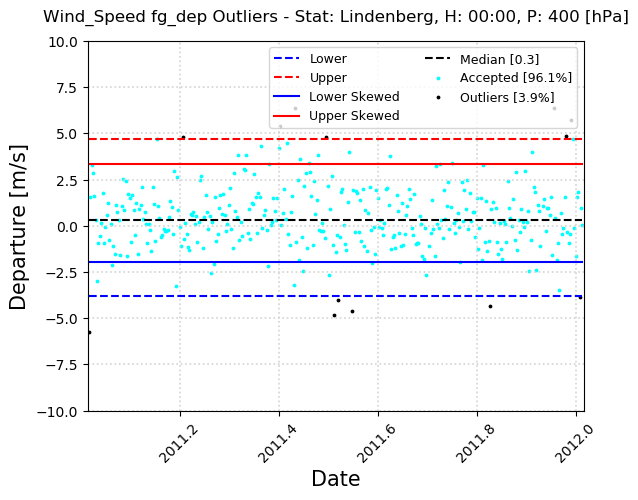 Wind_Speed fg_dep Outliers - Stat: Lindenberg, H: 00:00, P: 400 [hPa]
Lower
Upper
Lower Skewed
Upper Skewed
Median [0.3]
Accepted [96.1%]
Outliers [3.9%]
10.0
7.5
5.0
2.5
0.0
−2.5
−5.0
−7.5
−10.0
Departure [m/s]
2011.2
2011.4
2011.6
2011.8
2012.0
Date